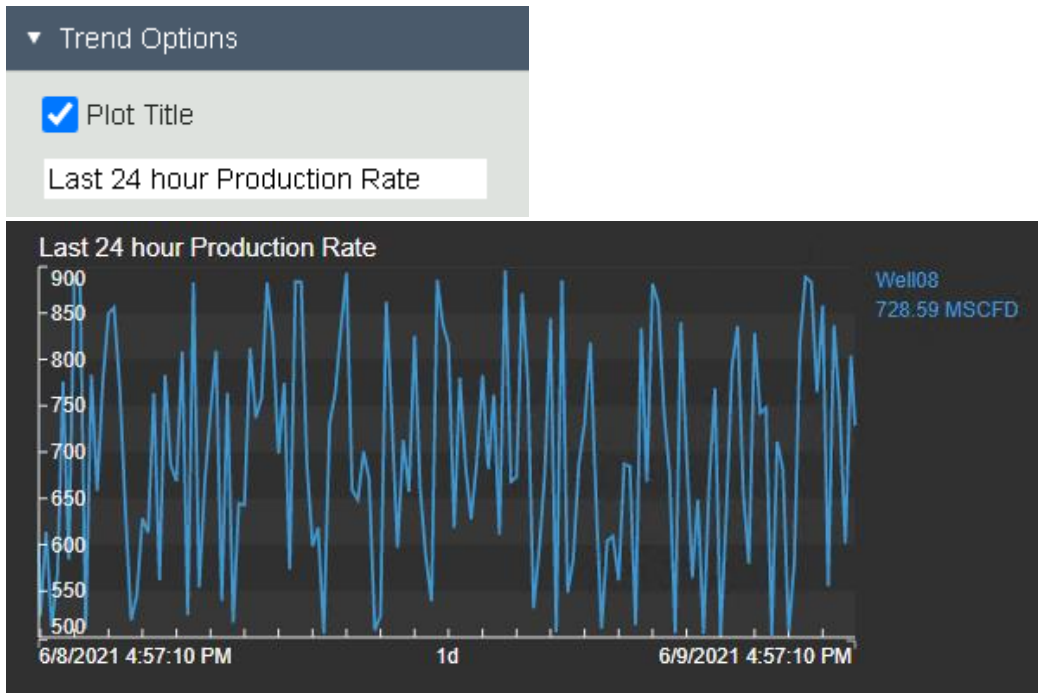 Trend Options
Plot Title
Last 24 hour Production Rate
Last 24 hour Production Rate
900
850
800
750
700
650
600
550
500
Well08
728.59 MSCFD
6/8/2021 4:57:10 PM 1d 6/9/2021 4:57:10 PM